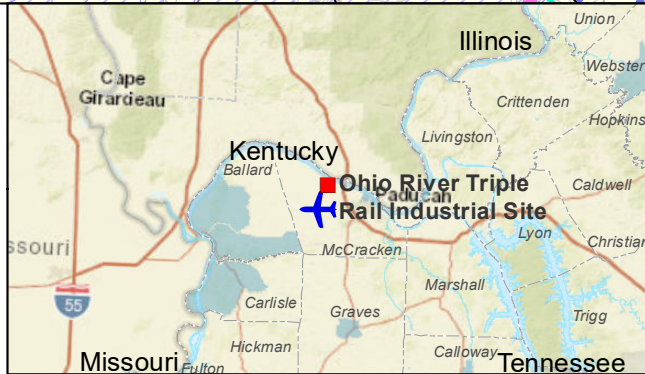 Union
Illinois
Webster
Cape
Girardeau
Crittenden
Hopkins
Livingston
Kentucky
Ballard
Ohio River Triple
Paducah
Rail Industrial Site
Caldwell
Lyon
Christian
ssouri
McCracken
55
Carlisle
Graves
Marshall
Trigg
Hickman
Calloway
Missouri
Fulton
Tennessee